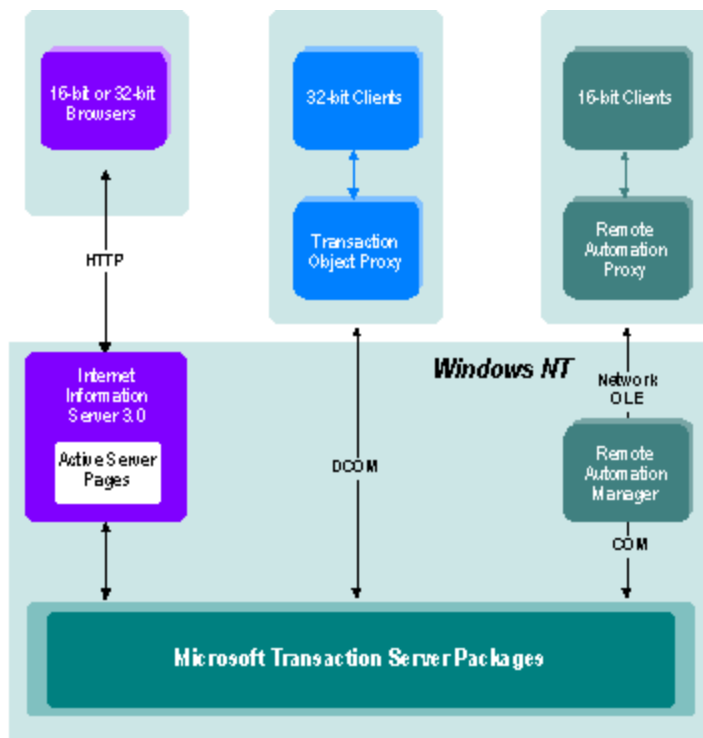 16-bit or 32-bit
Browsers
32-bit Clients
16-bit Clients
Transaction
Object Proxy
Remote
Automation
Proxy
HTTP
Windows NT
Internet
Information
Server 3.0
Active Server
Pages
Network
OLE
DCOM
Remote
Automation
Manager
COM
Microsoft Transaction Server Packages